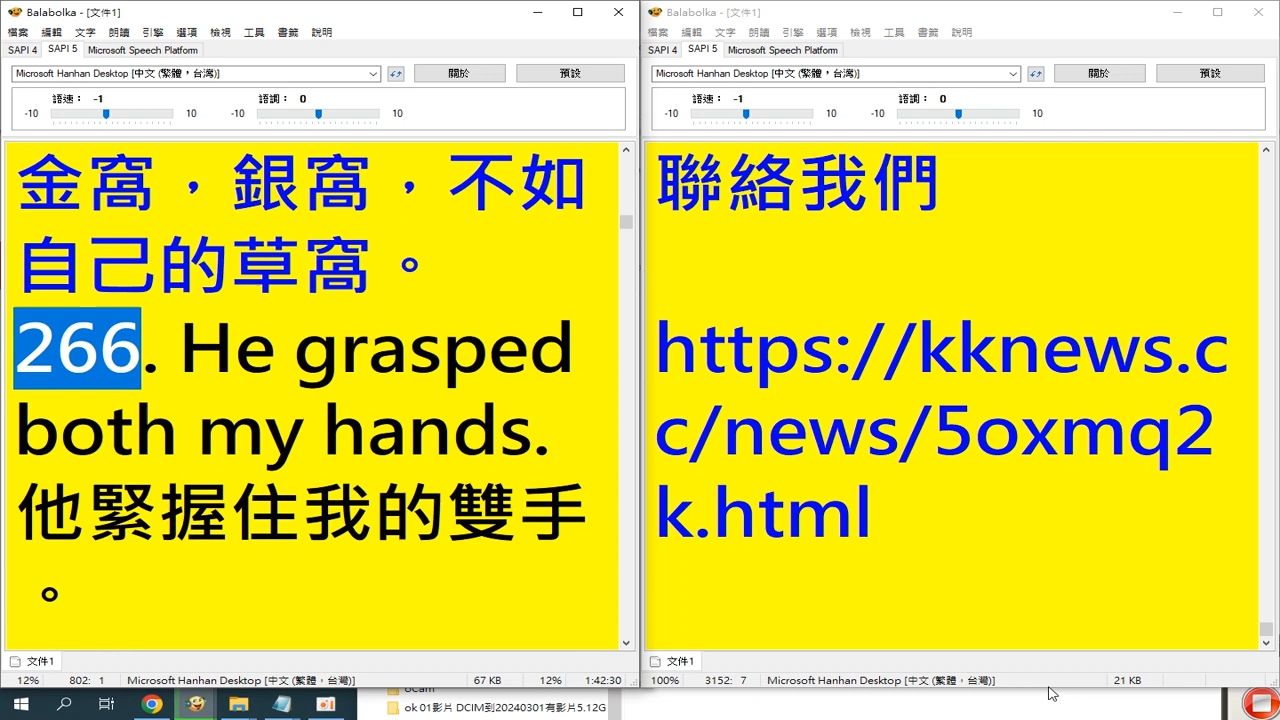 Balabolka - [文件1]
檔案 編輯 文字 朗讀 引擎 選項 檢視 工具 書籤 說明
SAPI 4 SAPI 5 Microsoft Speech Platform
Microsoft Hanhan Desktop [中文 (繁體，台灣)]
關於
預設
語速： -1
語調： 0
-10 10 -10 10
金窩，銀窩，不如
自己的草窩。
266. He grasped
both my hands.
他緊握住我的雙手
。
文件1
12% 802: 1 Microsoft Hanhan Desktop [中文 (繁體，台灣)] 67 KB 12% 1:42:30
Balabolka - [文件1]
檔案 編輯 文字 朗讀 引擎 選項 檢視 工具 書籤 說明
SAPI 4 SAPI 5 Microsoft Speech Platform
Microsoft Hanhan Desktop [中文 (繁體，台灣)]
關於
預設
語速： -1
語調： 0
-10 10 -10 10
聯絡我們
https://kknews.c
c/news/5oxmq2
k.html
文件1
100% 3152: 7 Microsoft Hanhan Desktop [中文 (繁體，台灣)] 21 KB
oCam
ok 01影片 DCIM到20240301有影片5.12G